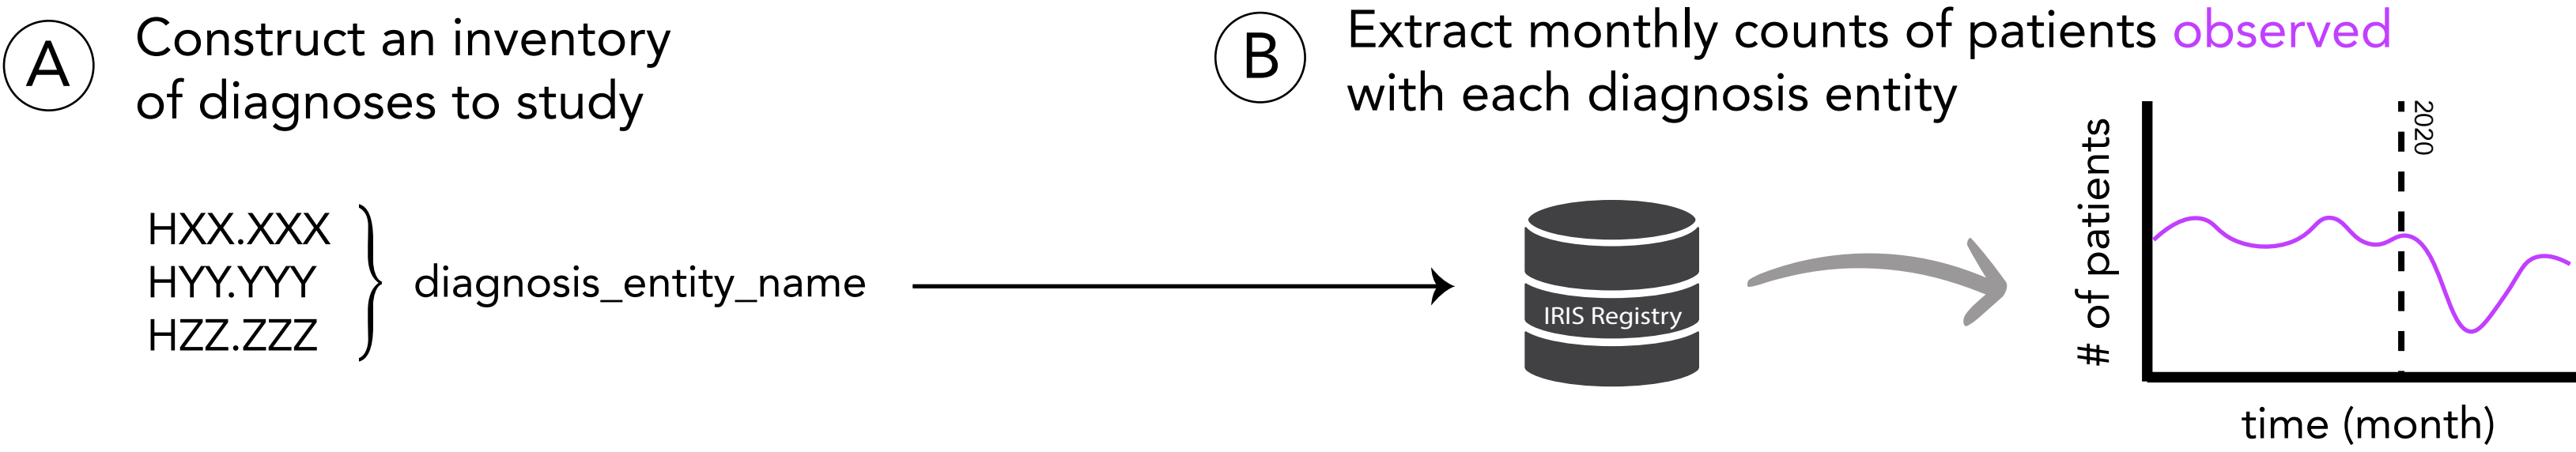 A
Construct an inventory
of diagnoses to study
HXX.XXX
HYY.YYY
HZZ.ZZZ
diagnosis_entity_name
B
Extract monthly counts of patients observed
with each diagnosis entity
IRIS Registry
# of patients
2020
time (month)